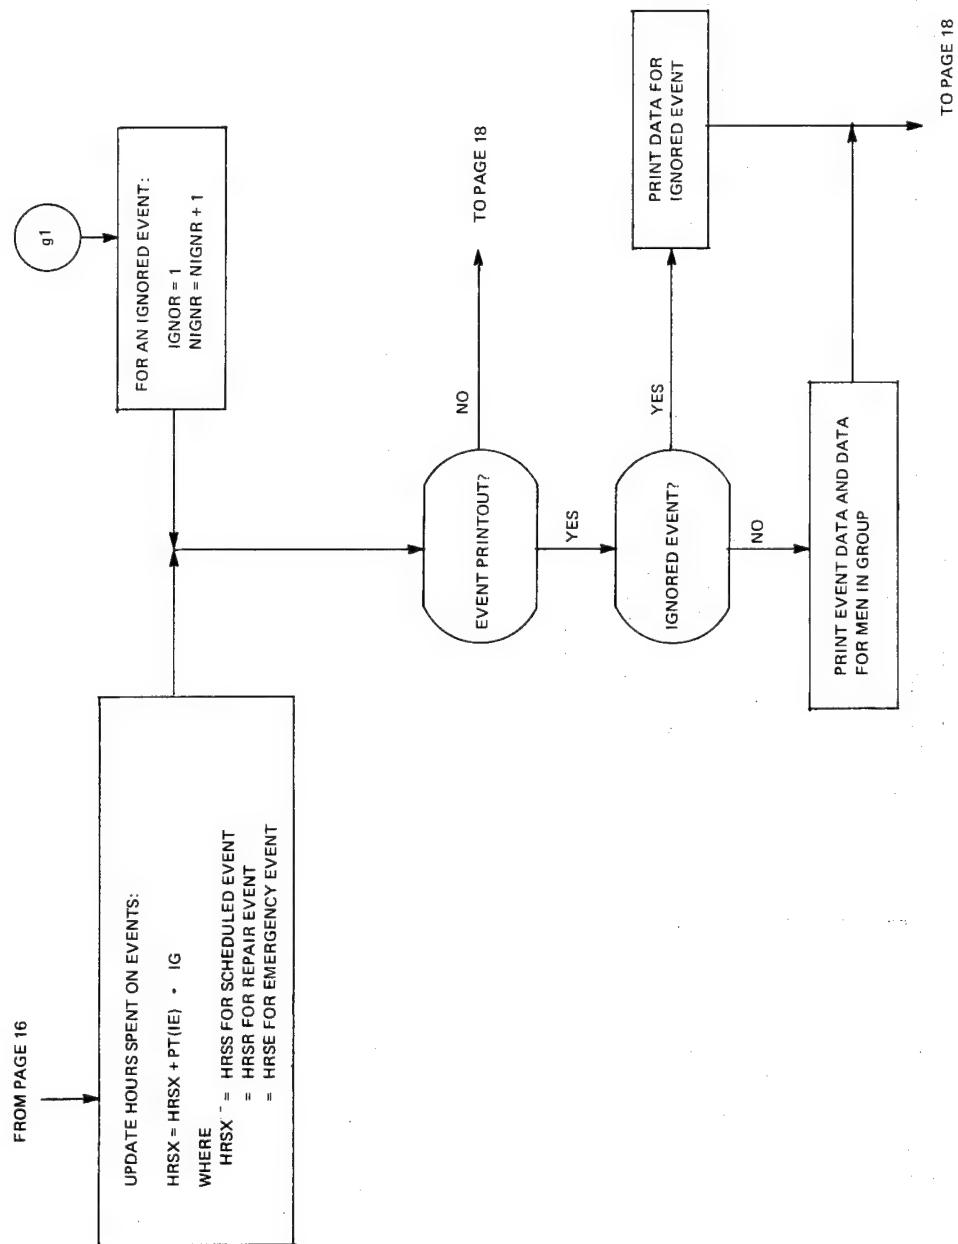 FROM PAGE 16
UPDATE HOURS SPENT ON EVENTS:
HRSX = HRSX + PT(IE) • IG
WHERE
HRSX = HRSS FOR SCHEDULED EVENT
= HRSR FOR REPAIR EVENT
= HRSE FOR EMERGENCY EVENT
g1
FOR AN IGNORED EVENT:
IGNOR = 1
NIGNR = NIGNR + 1
EVENT PRINTOUT?
NO
TO PAGE 18
YES
IGNORED EVENT?
YES
PRINT DATA FOR
IGNORED EVENT
NO
PRINT EVENT DATA AND DATA
FOR MEN IN GROUP
TO PAGE 18